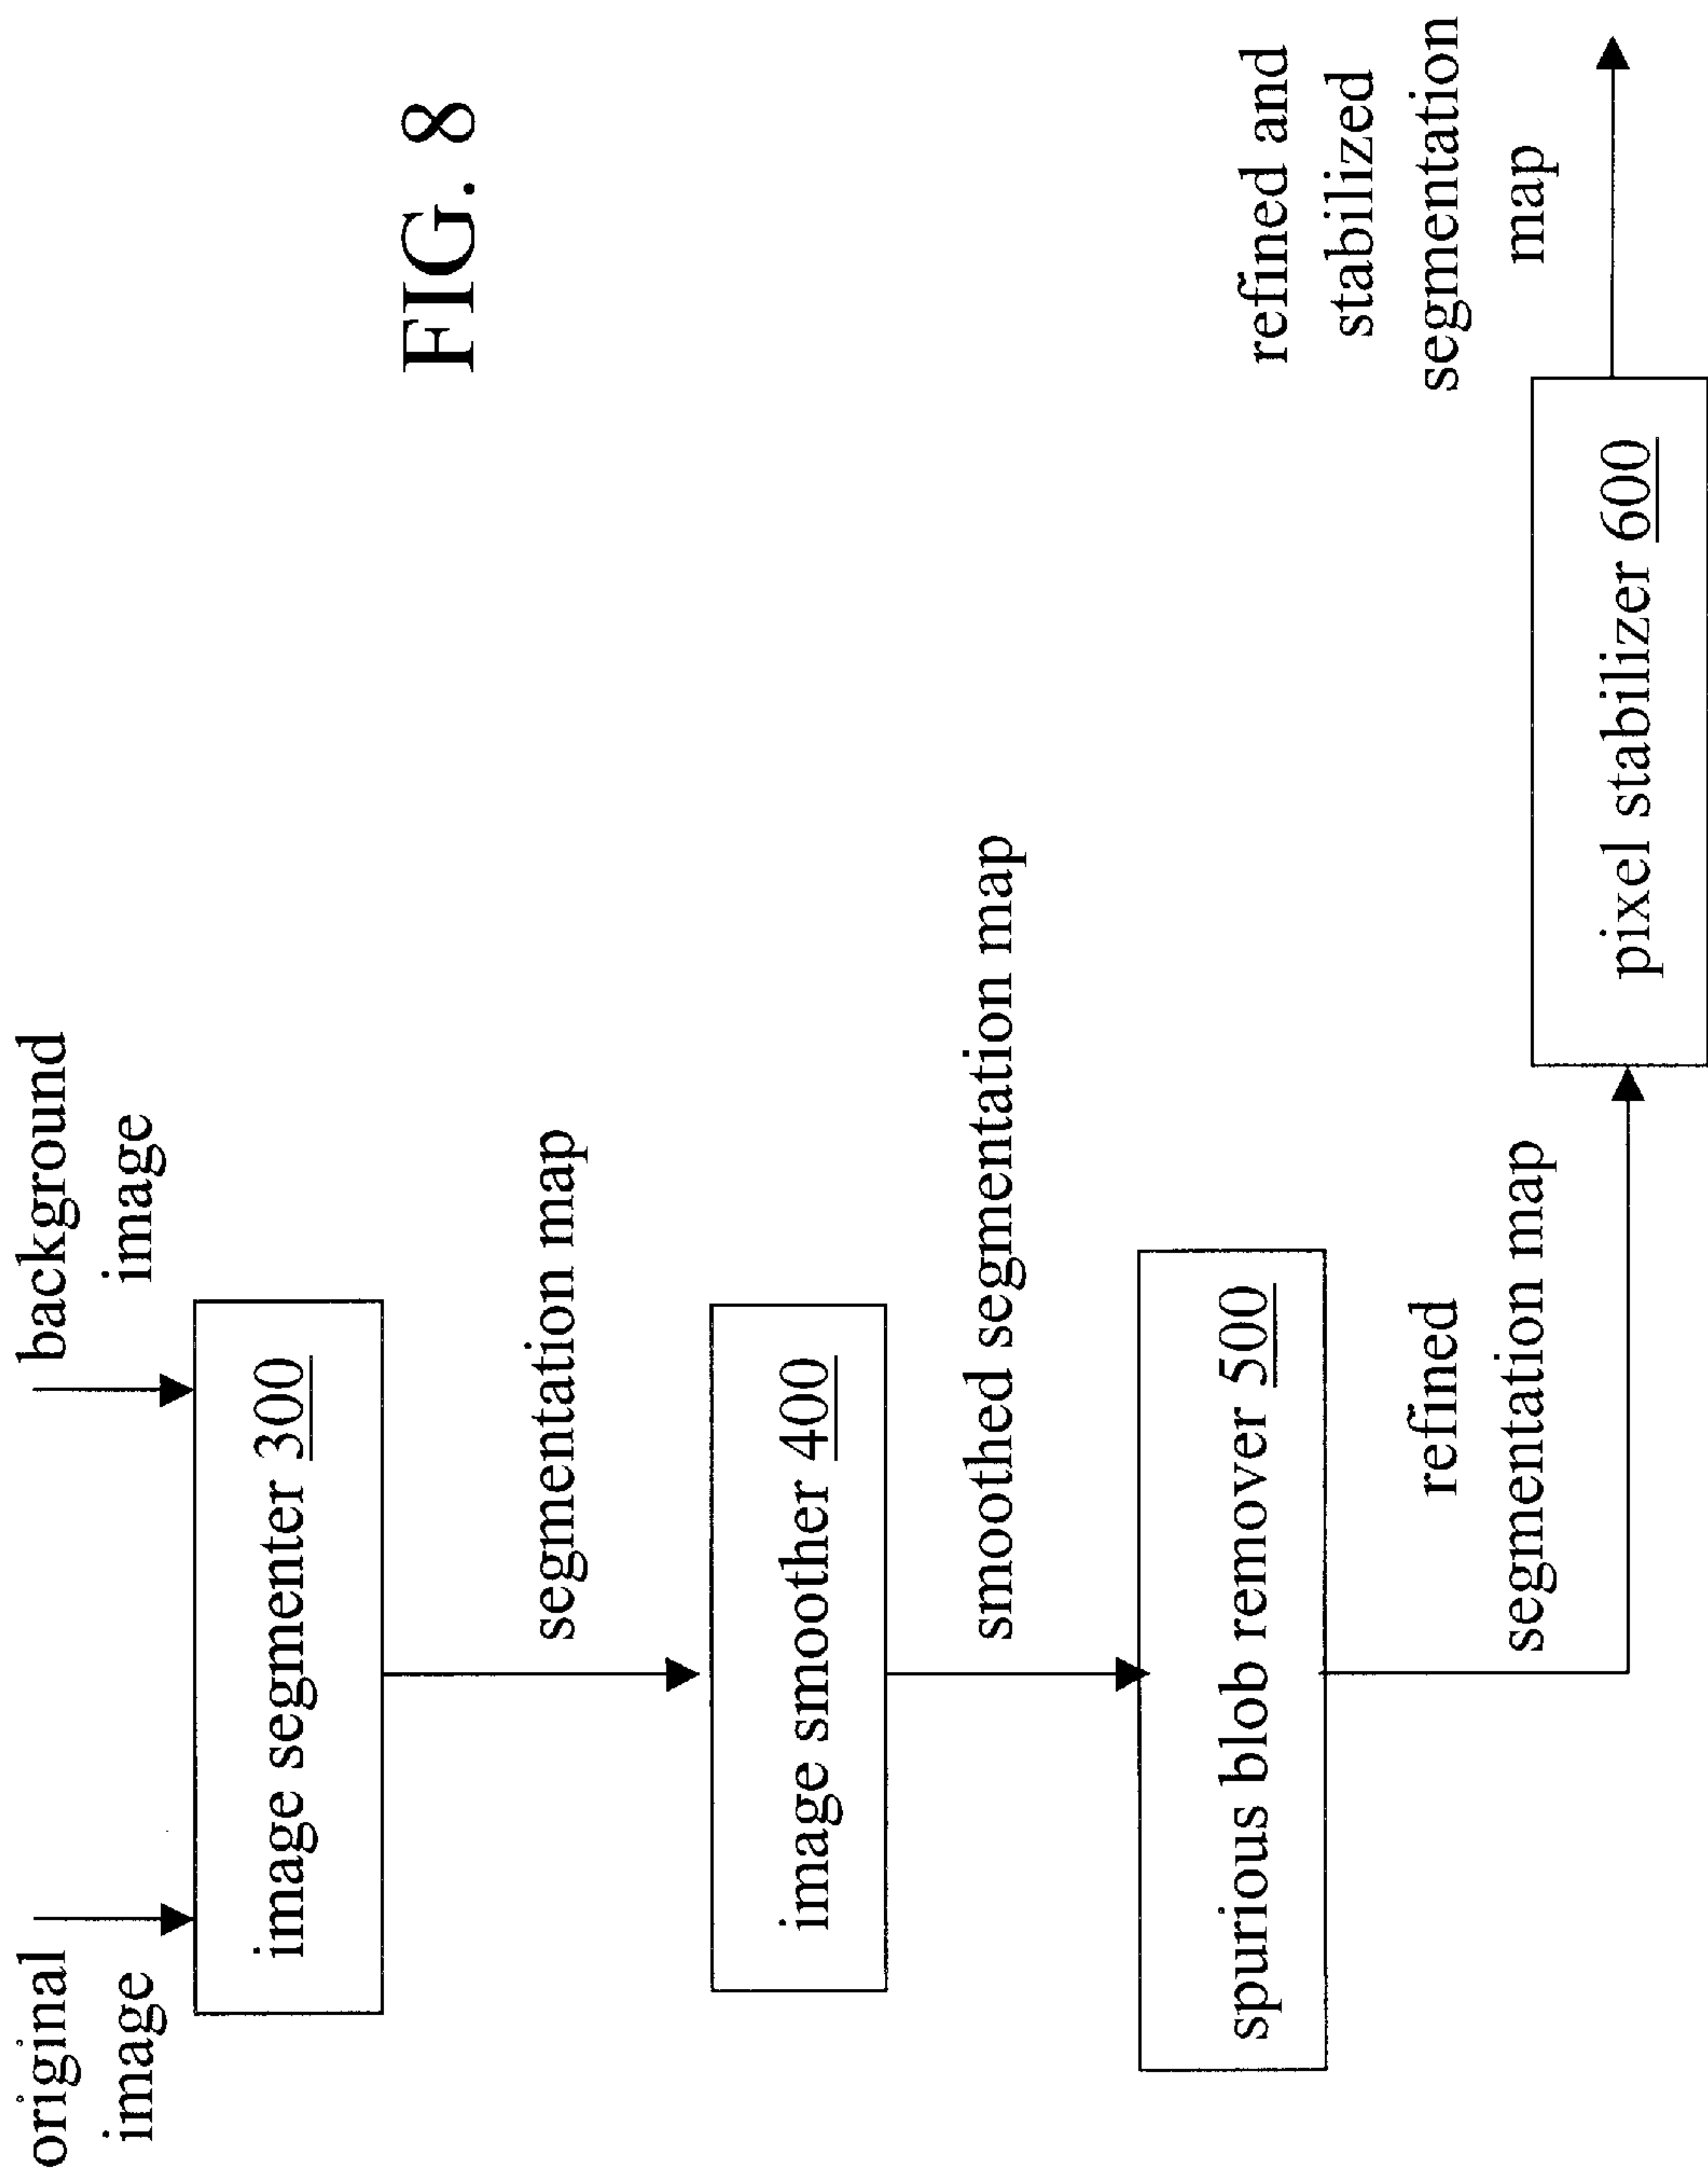 FIG. 8
original
image
background
image
image segmenter 300
segmentation map
image smoother 400
smoothed segmentation map
spurious blob remover 500
refined
segmentation map
pixel stabilizer 600
refined and
stabilized
segmentation
map